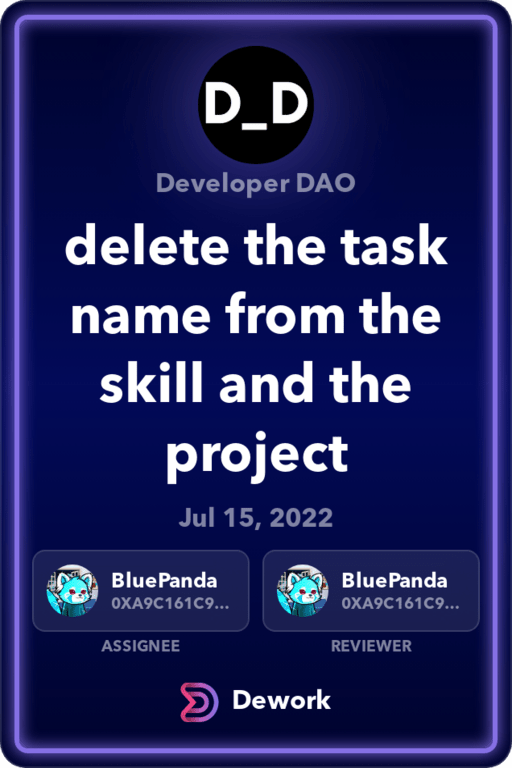 D_D
Developer DAO
delete the task
name from the
skill and the
project
Jul 15, 2022
BluePanda
0XA9C161C9...
BluePanda
0XA9C161C9...
ASSIGNEE
REVIEWER
Dework